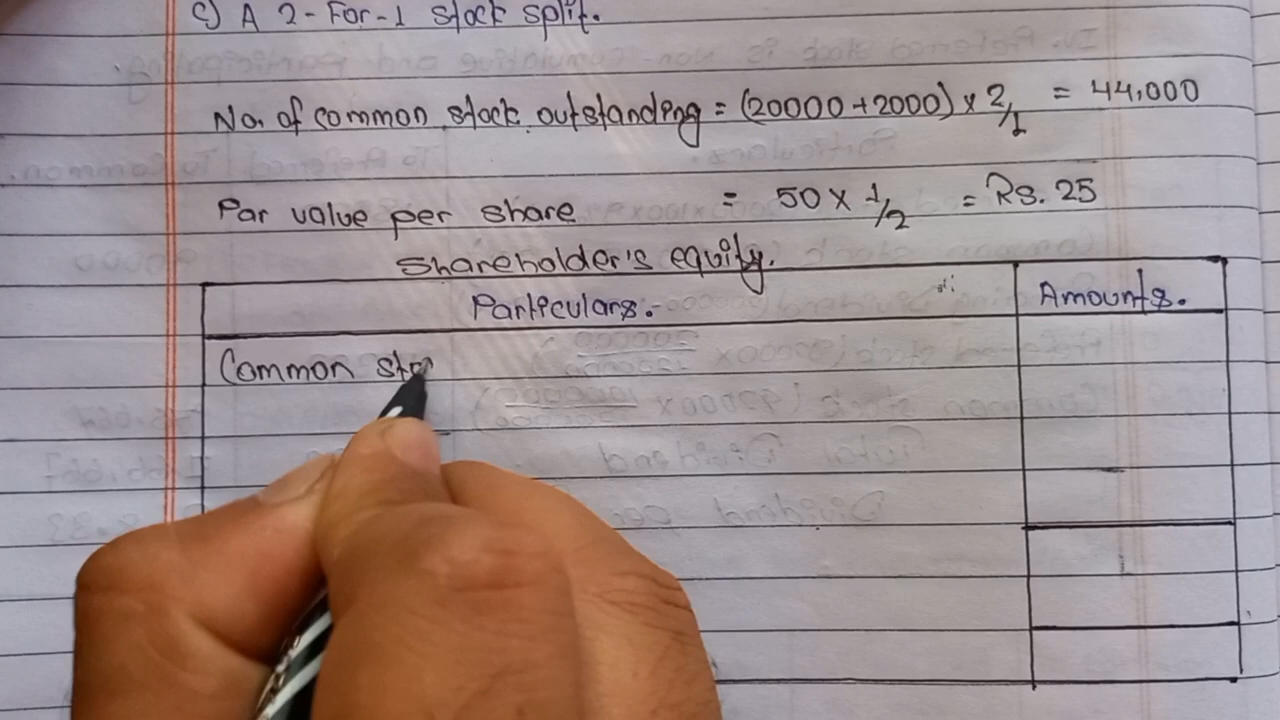 c) A 2-For-1 stock split.
No. of common stock outstanding = (20000+2000) x 2/1 = 44,000
Par value per share = 50 x 1/2 = Rs. 25
Shareholder's equity.
Particulars.- Amounts.
Common sto